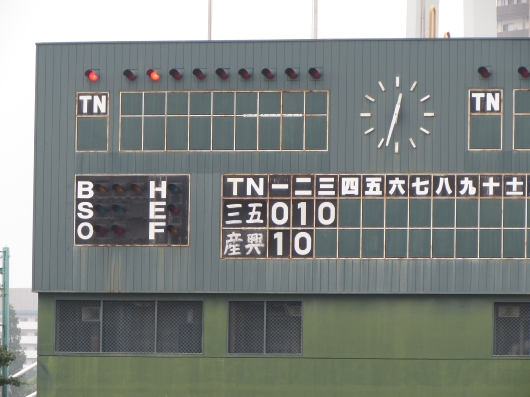 TN TN
TN 一 二 三 四 五 六 七 八 九 十 土
B H 三五 0 1 0
S E
O F 産興 1 0